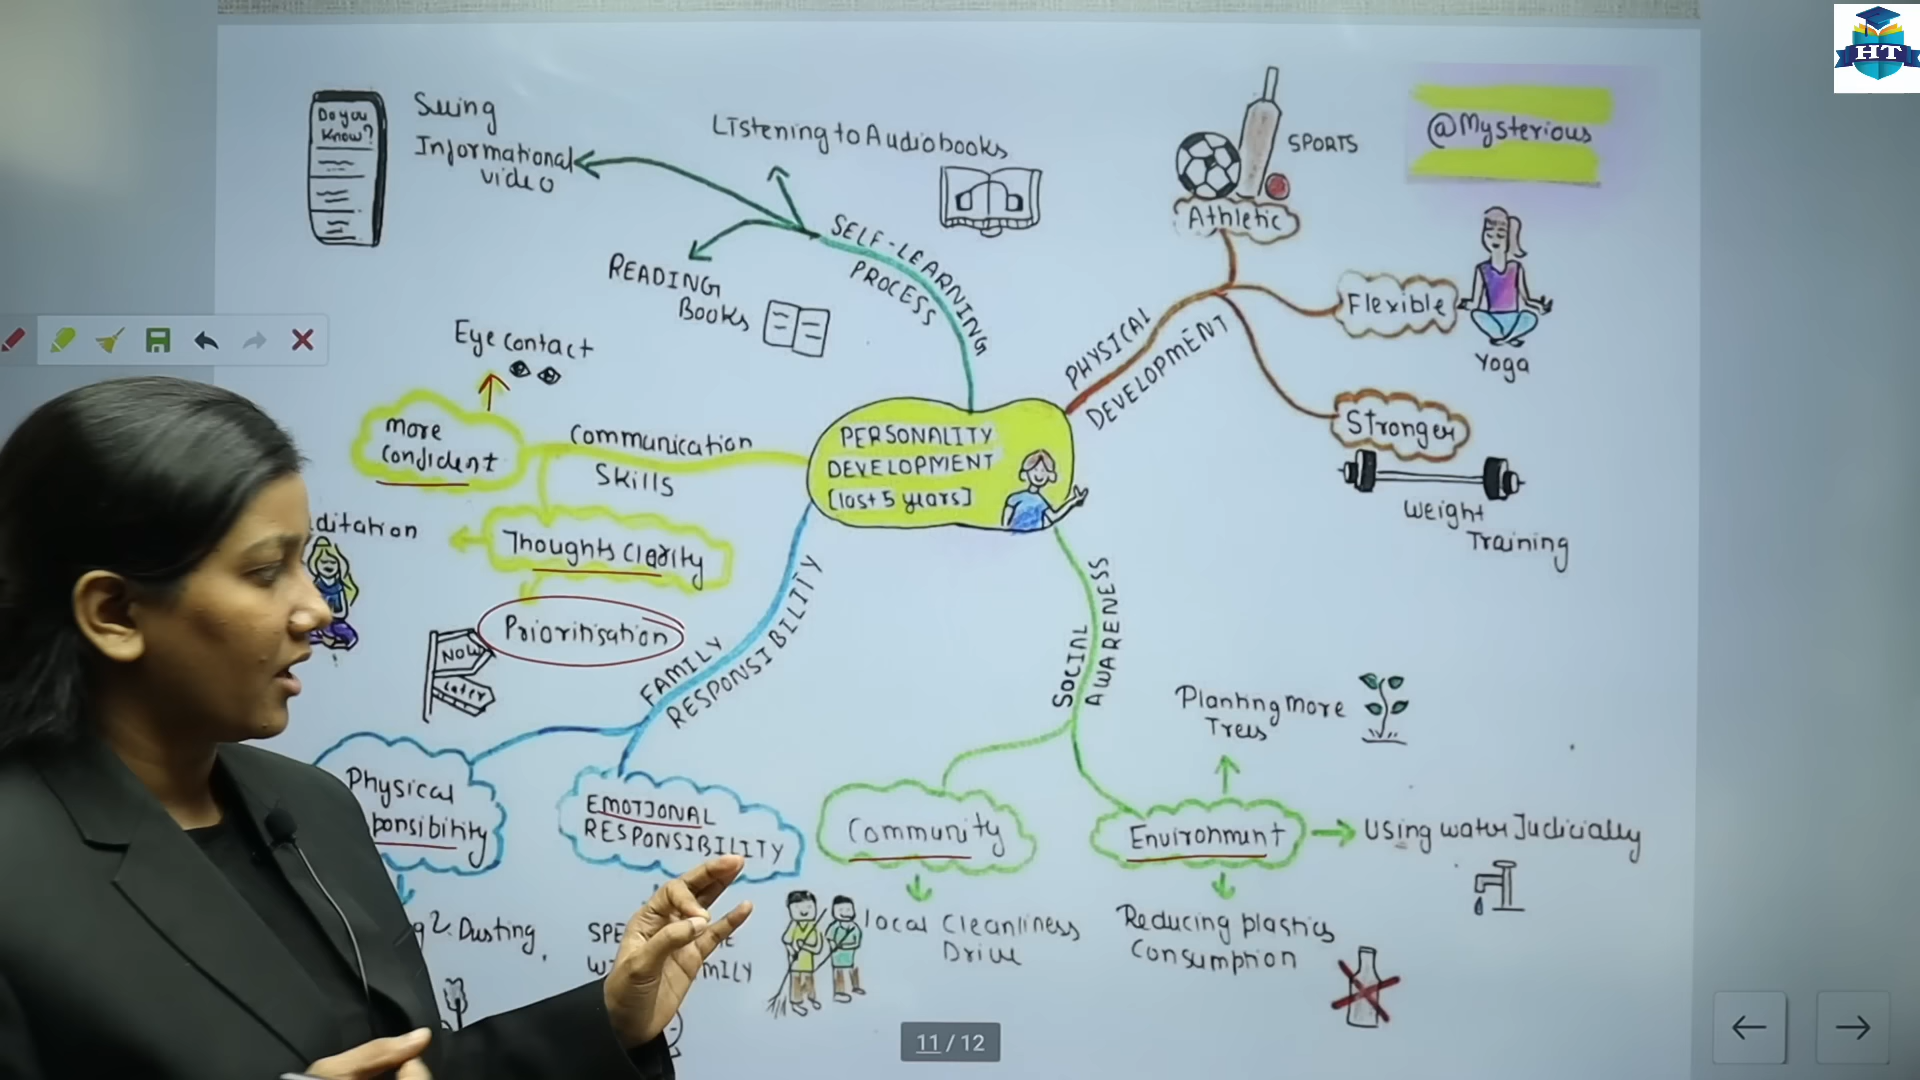 HT
Do you
Know?
Seeing
Informational
video
Listening to Audiobooks
SPORTS
@Mysterious
Athletic
SELF-LEARNING
PROCESS
READING
Books
PHYSICAL
DEVELOPMENT
Flexible
Yoga
Eye contact
More
Confident
Communication
Skills
PERSONALITY
DEVELOPMENT
[last 5 years]
Stronger
Weight
Training
ditation
Thoughts Clarity
Prioritisation
NOW
Later
FAMILY
RESPONSIBILITY
SOCIAL
AWARENESS
Planting More
Trees
Physical
ponsibility
EMOTIONAL
RESPONSIBILITY
Community
Environment
Using water Judicially
Dusting,
local Cleanliness
Drive
Reducing plastics
Consumption
11 / 12